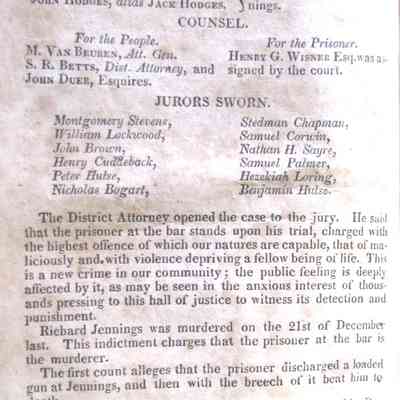 JOHN HODGES, alias JACK HODGES, nings.
COUNSEL.
For the People.
M. VAN BEUREN, Att. Gen.
S. R. BETTS, Dist. Attorney, and
JOHN DUER, Esquires.
For the Prisoner.
HENRY G. WISNER Esq. was as-
signed by the court.
JURORS SWORN.
Montgomery Stevens,
William Lockwood,
John Brown,
Henry Cuddeback,
Peter Hulse,
Nicholas Bogart,
Stedman Chapman,
Samuel Corwin,
Nathan H. Sayre,
Samuel Palmer,
Hezekiah Loring,
Benjamin Hulse.
The District Attorney opened the case to the jury. He said
that the prisoner at the bar stands upon his trial, charged with
the highest offence of which our natures are capable, that of ma-
liciously and.with violence depriving a fellow being of life. This
is a new crime in our community; the public feeling is deeply
affected by it, as may be seen in the anxious interest of thous-
ands pressing to this hall of justice to witness its detection and
punishment.
Richard Jennings was murdered on the 21st of December
last. This indictment charges that the prisoner at the bar is
the murderer.
The first count alleges that the prisoner discharged a loaded
gun at Jennings, and then with the breech of it beat him to